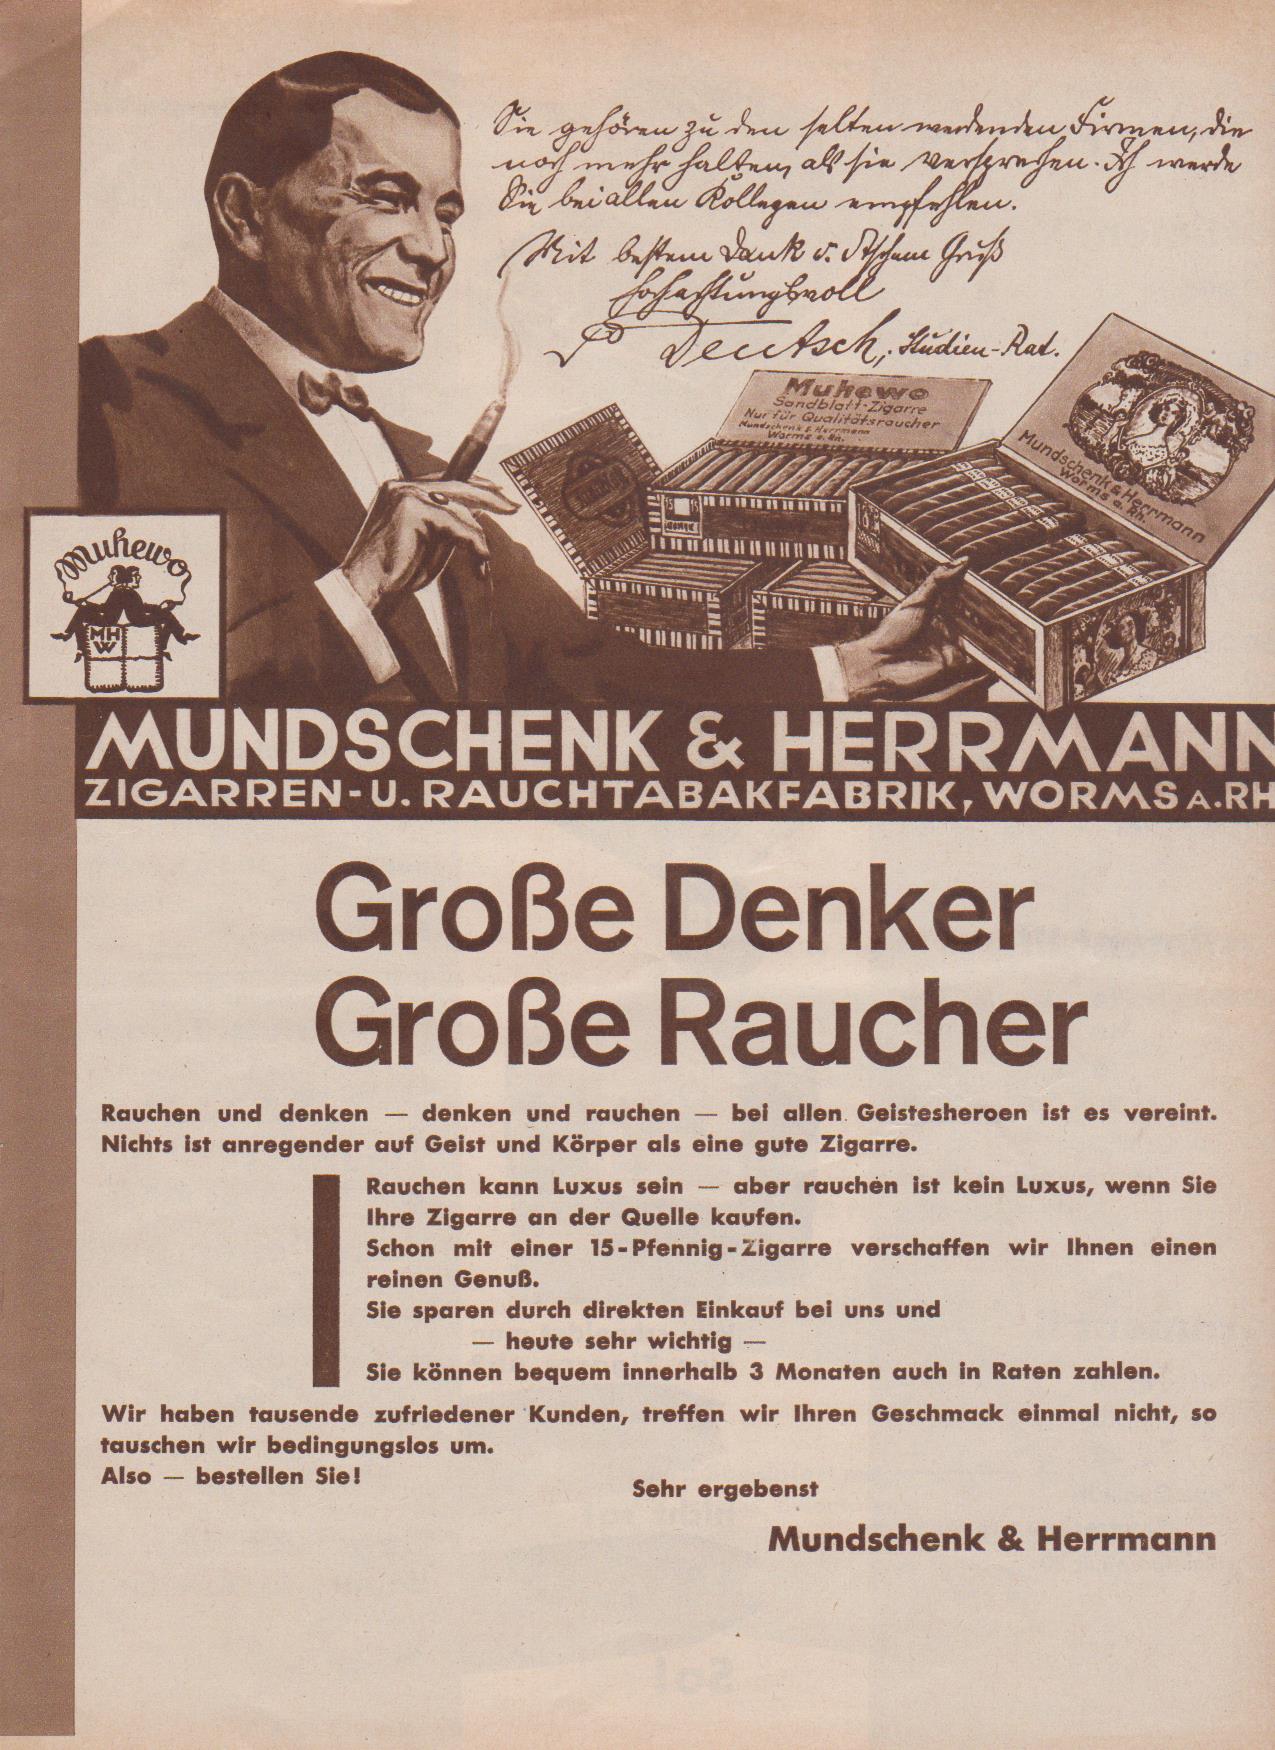 Sie gehören zu den selten werdenden Firmen, die
noch mehr halten, als sie versprechen. Ich werde
Sie bei allen Kollegen empfehlen.
Mit bestem Dank u. Dtschem Gruß
Hochachtungsvoll
Deutsch, Studien-Rat.
Muhewo
Sandblatt-Zigarre
Nur für Qualitätsraucher
Mundschenk & Herrmann
Worms a. Rh.
Mundschenk & Herrmann
Worms a. Rh.
Muhewo
MH
W
MUNDSCHENK & HERRMANN
ZIGARREN- U. RAUCHTABAKFABRIK, WORMS A. RH
Große Denker
Große Raucher
Rauchen und denken — denken und rauchen — bei allen Geistesheroen ist es vereint.
Nichts ist anregender auf Geist und Körper als eine gute Zigarre.
Rauchen kann Luxus sein — aber rauchen ist kein Luxus, wenn Sie
Ihre Zigarre an der Quelle kaufen.
Schon mit einer 15-Pfennig-Zigarre verschaffen wir Ihnen einen
reinen Genuß.
Sie sparen durch direkten Einkauf bei uns und
— heute sehr wichtig —
Sie können bequem innerhalb 3 Monaten auch in Raten zahlen.
Wir haben tausende zufriedener Kunden, treffen wir Ihren Geschmack einmal nicht, so
tauschen wir bedingungslos um.
Also — bestellen Sie!
Sehr ergebenst
Mundschenk & Herrmann